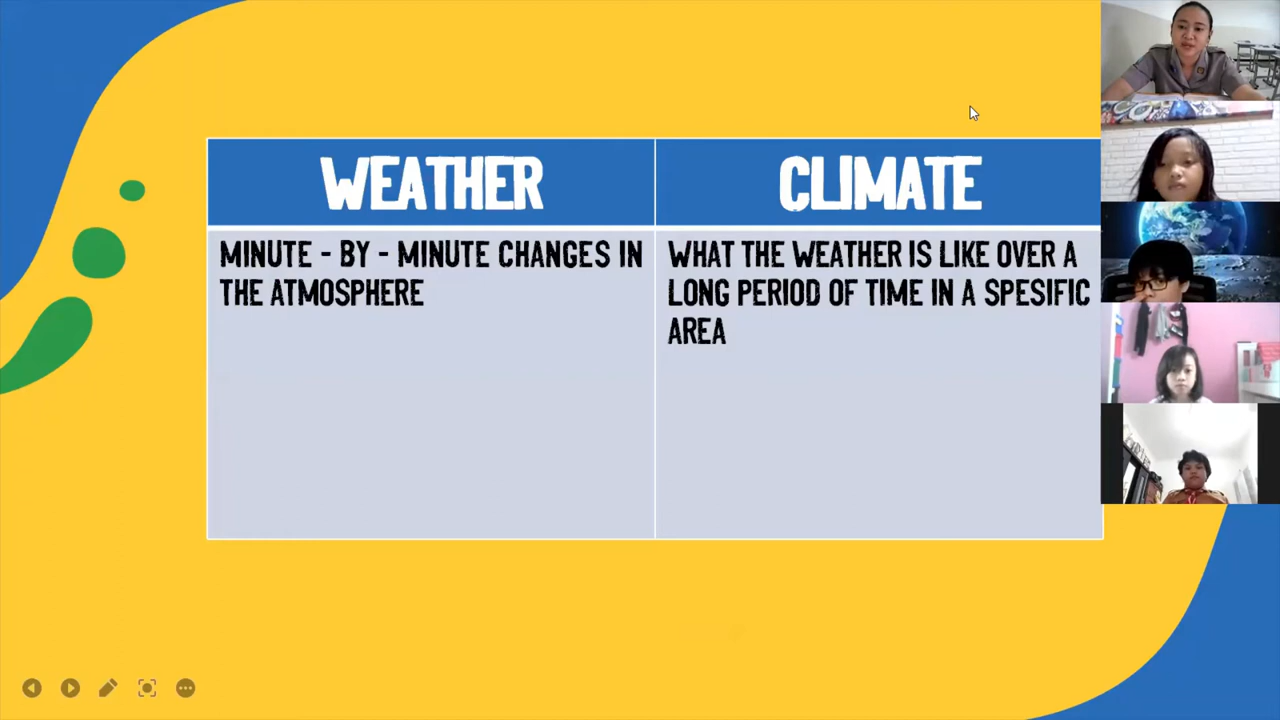 WEATHER
CLIMATE
MINUTE - BY - MINUTE CHANGES IN
THE ATMOSPHERE
WHAT THE WEATHER IS LIKE OVER A
LONG PERIOD OF TIME IN A SPESIFIC
AREA